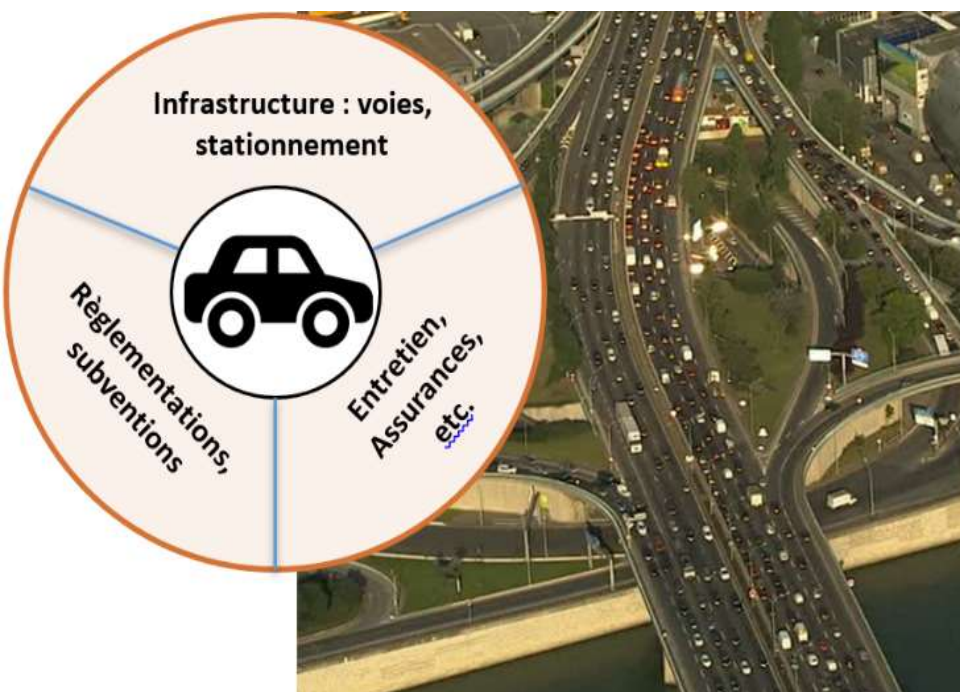 Infrastructure : voies,
stationnement
Règlementations,
subventions
Entretien,
Assurances,
etc.